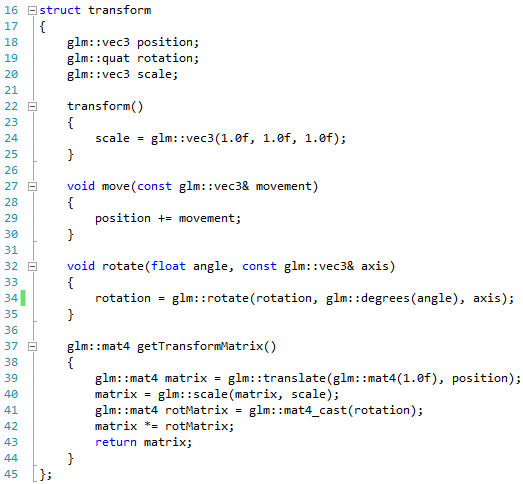 16 struct transform
17 {
18     glm::vec3 position;
19     glm::quat rotation;
20     glm::vec3 scale;
21
22     transform()
23     {
24         scale = glm::vec3(1.0f, 1.0f, 1.0f);
25     }
26
27     void move(const glm::vec3& movement)
28     {
29         position += movement;
30     }
31
32     void rotate(float angle, const glm::vec3& axis)
33     {
34         rotation = glm::rotate(rotation, glm::degrees(angle), axis);
35     }
36
37     glm::mat4 getTransformMatrix()
38     {
39         glm::mat4 matrix = glm::translate(glm::mat4(1.0f), position);
40         matrix = glm::scale(matrix, scale);
41         glm::mat4 rotMatrix = glm::mat4_cast(rotation);
42         matrix *= rotMatrix;
43         return matrix;
44     }
45 };